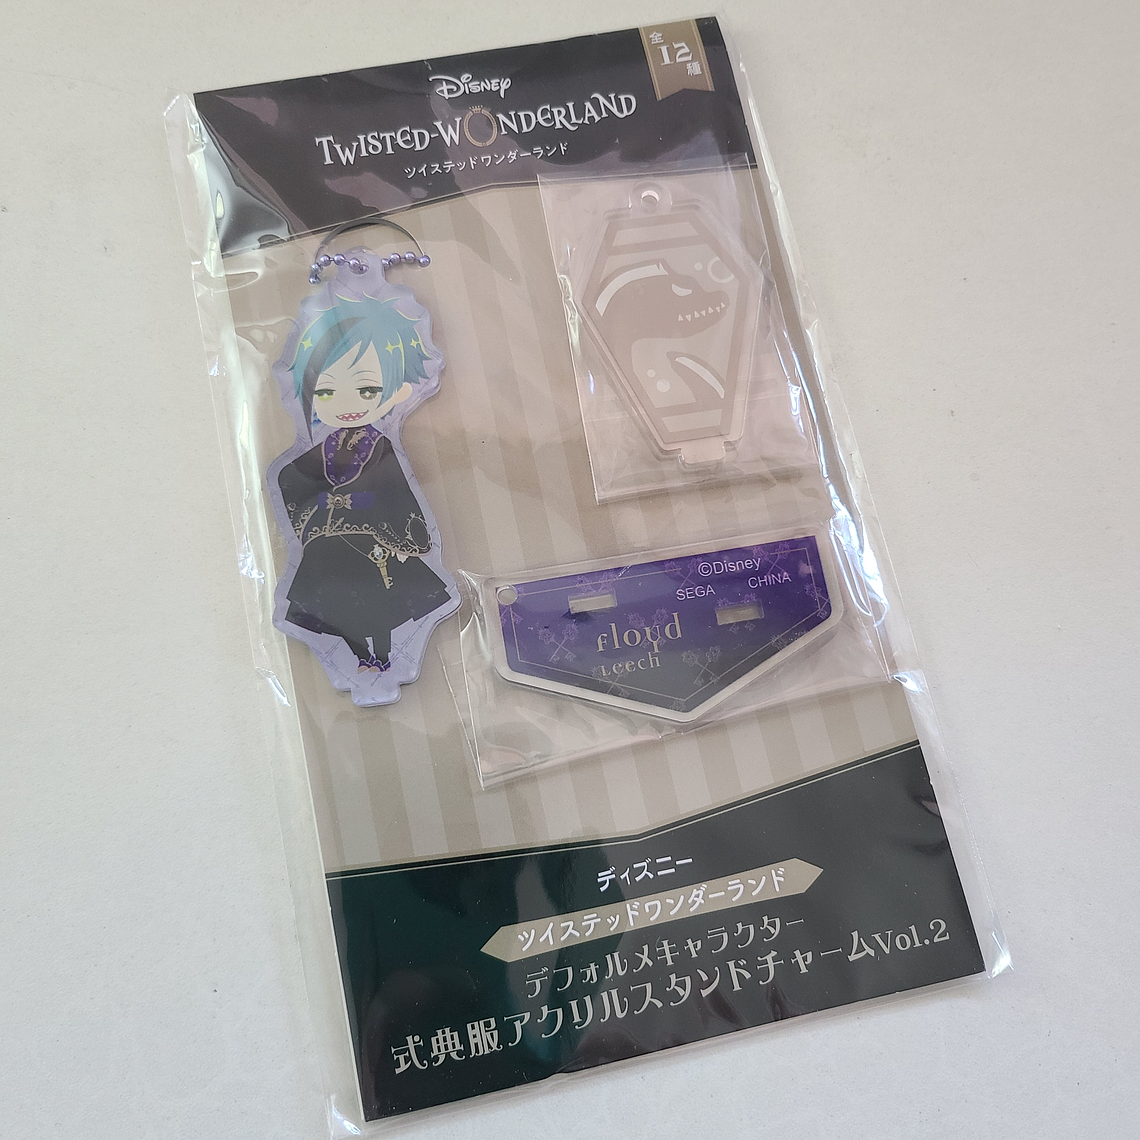 全
12
種
Disney
TWISTED-WONDERLAND
ツイステッドワンダーランド
©Disney
SEGA CHINA
Floyd
Leech
ディズニー
ツイステッドワンダーランド
デフォルメキャラクター
式典服アクリルスタンドチャームVol.2